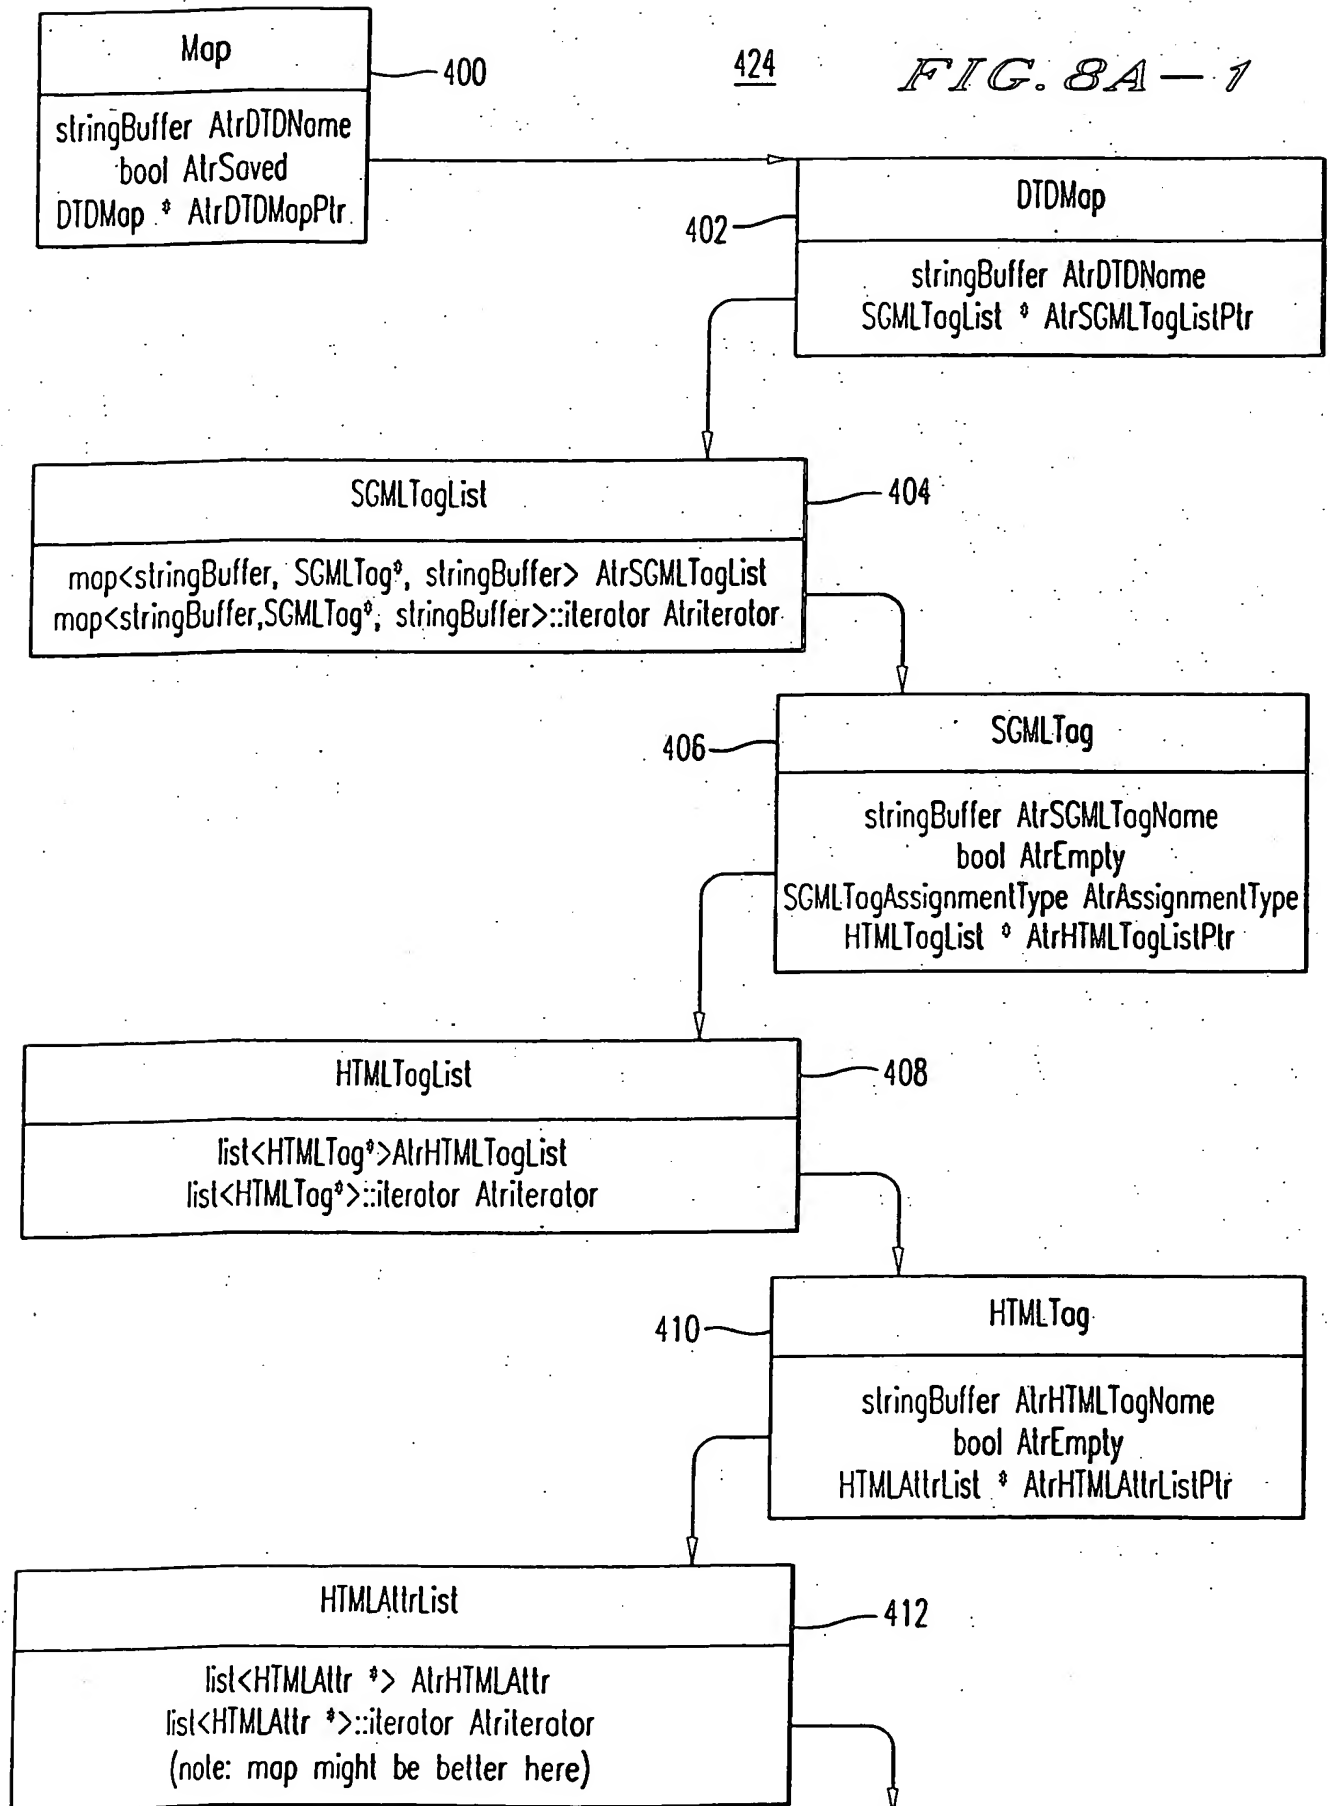 Map
400
424
FIG. 8A-1
stringBuffer AtrDTDName
bool AtrSaved
DTDMap * AtrDTDMapPtr
DTDMap
402
stringBuffer AtrDTDName
SGMLTagList * AtrSGMLTagListPtr
SGMLTagList
404
map<stringBuffer, SGMLTag*, stringBuffer> AtrSGMLTagList
map<stringBuffer,SGMLTag*, stringBuffer>::iterator Atriterator
SGMLTag
406
stringBuffer AtrSGMLTagName
bool AtrEmpty
SGMLTagAssignmentType AtrAssignmentType
HTMLTagList * AtrHTMLTagListPtr
HTMLTagList
408
list<HTMLTag*>AtrHTMLTagList
list<HTMLTag*>::iterator Atriterator
HTMLTag
410
stringBuffer AtrHTMLTagName
bool AtrEmpty
HTMLAttrList * AtrHTMLAttrListPtr
HTMLAttrList
412
list<HTMLAttr *> AtrHTMLAttr
list<HTMLAttr *>::iterator Atriterator
(note: map might be better here)